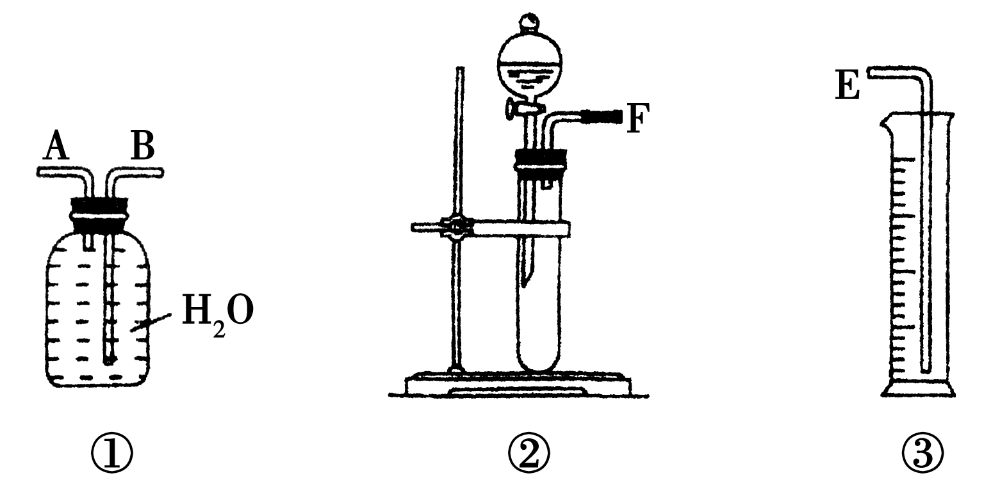 A B
H₂O
F
E
① ② ③